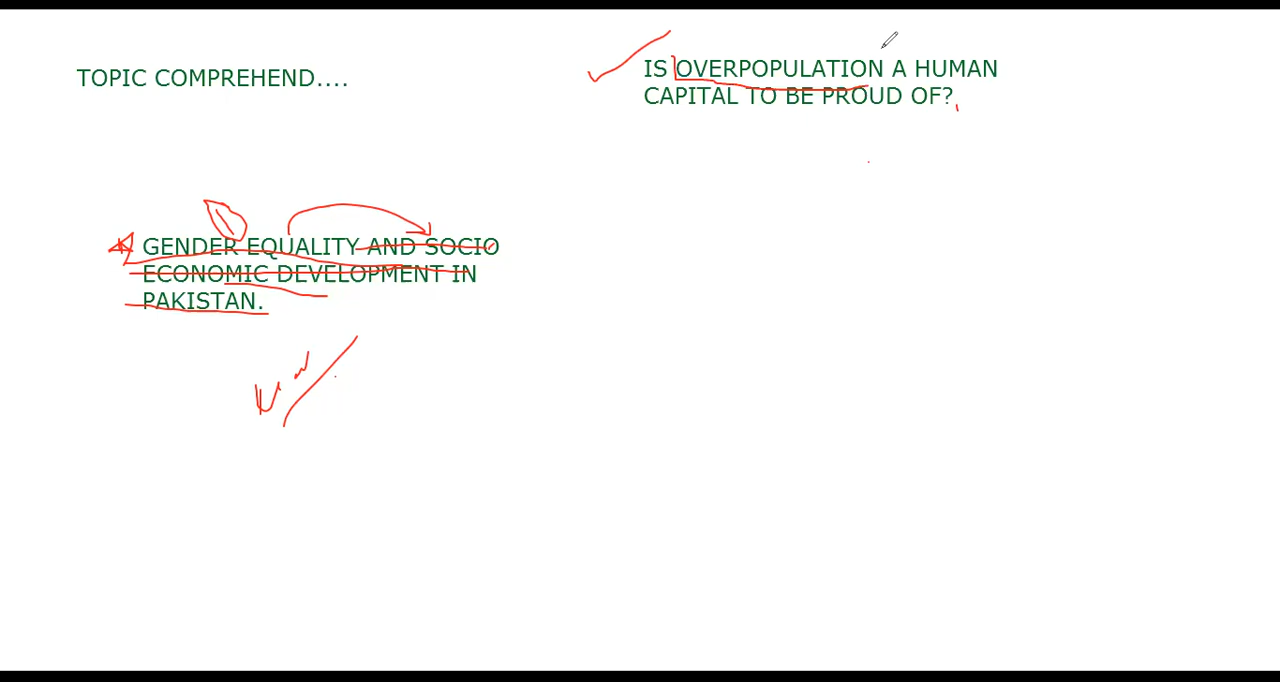 TOPIC COMPREHEND....
IS OVERPOPULATION A HUMAN
CAPITAL TO BE PROUD OF?
GENDER EQUALITY AND SOCIO
ECONOMIC DEVELOPMENT IN
PAKISTAN.